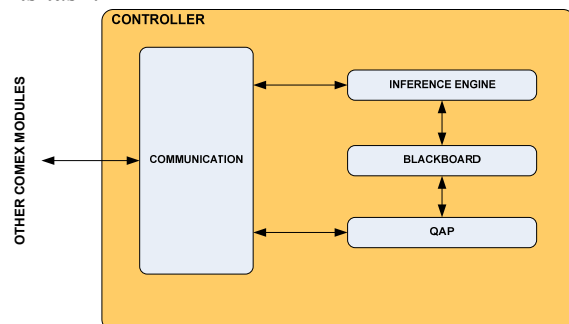 CONTROLLER
OTHER COMEX MODULES
COMMUNICATION
INFERENCE ENGINE
BLACKBOARD
QAP